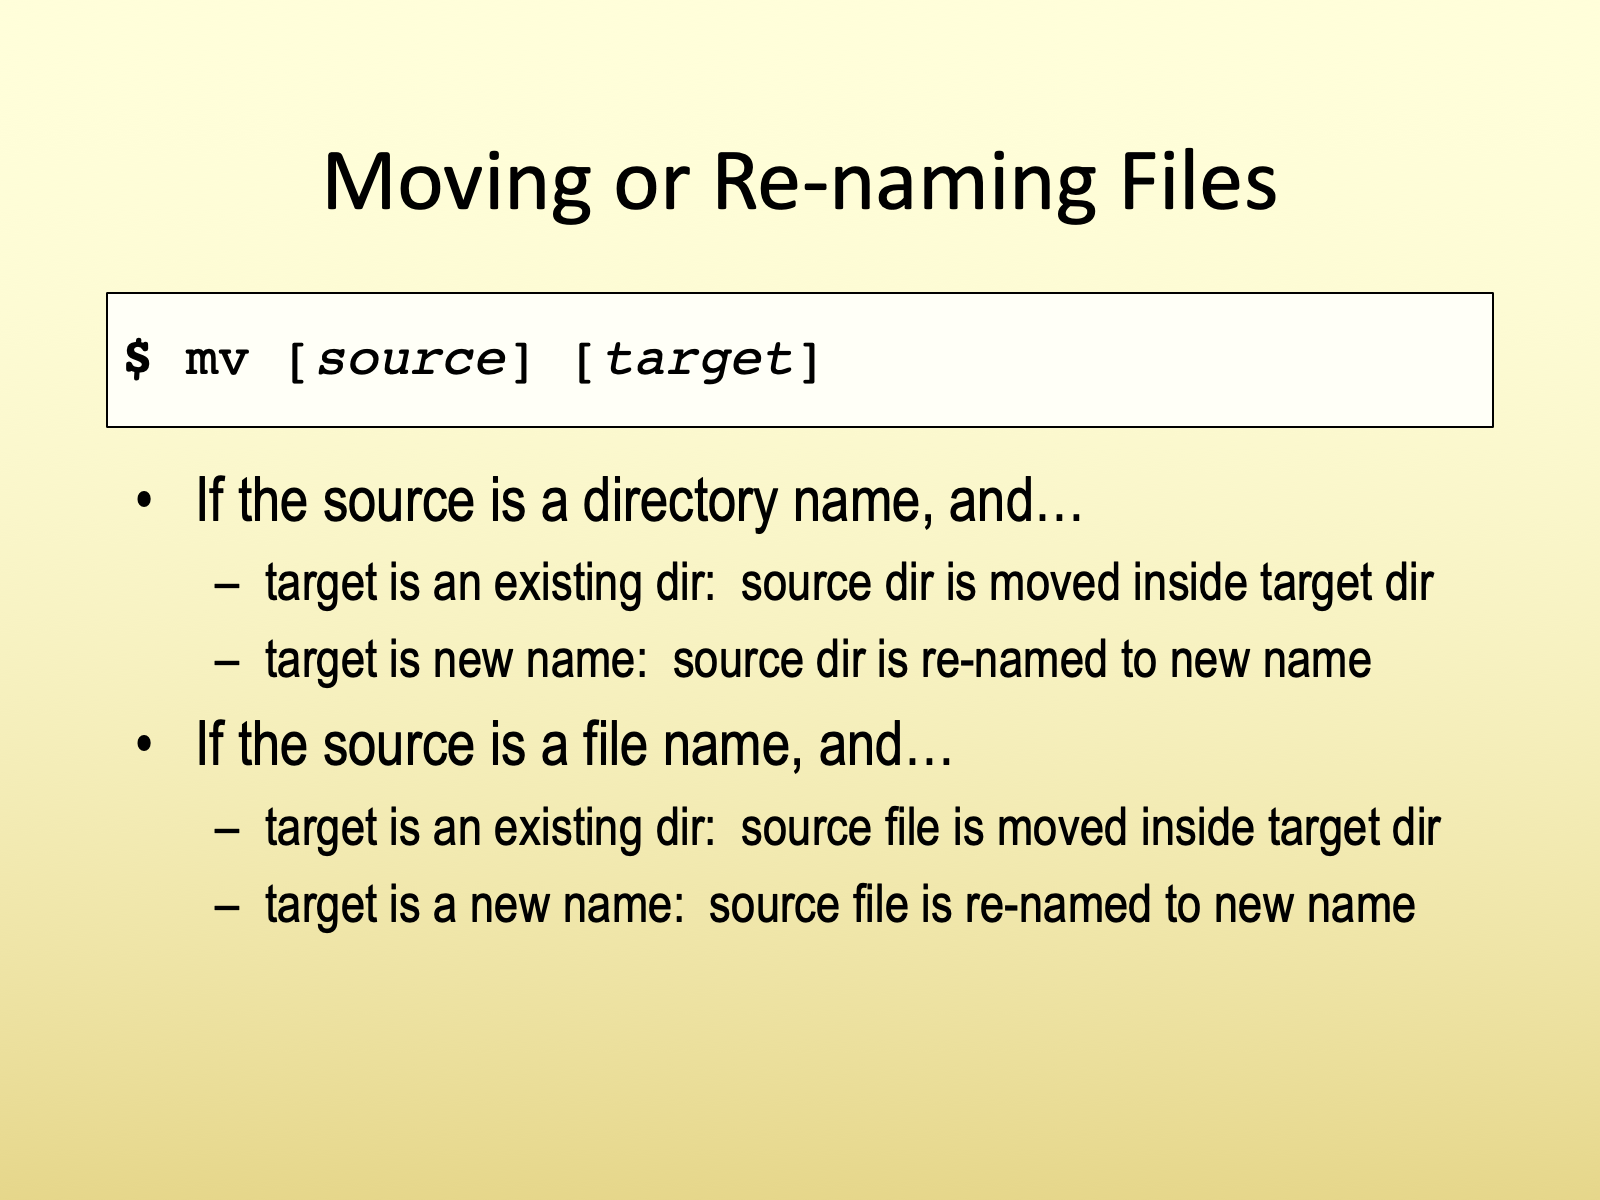 Moving or Re-naming Files
$ mv [source] [target]
• If the source is a directory name, and…
– target is an existing dir:  source dir is moved inside target dir
– target is new name:  source dir is re-named to new name
• If the source is a file name, and…
– target is an existing dir:  source file is moved inside target dir
– target is a new name:  source file is re-named to new name